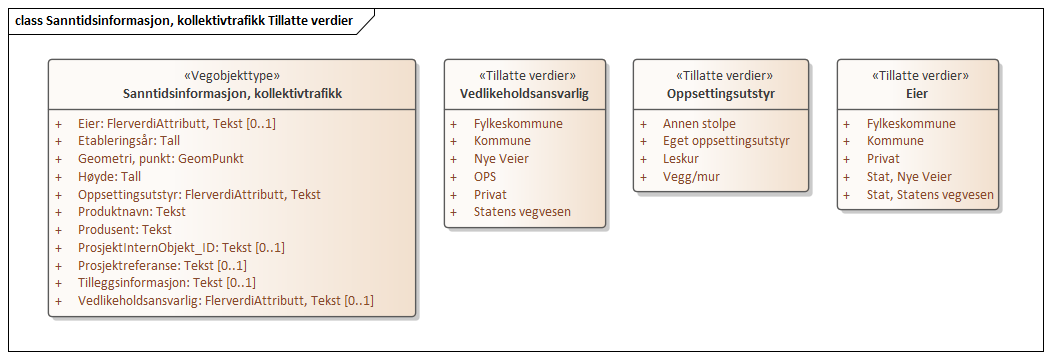 class Sanntidsinformasjon, kollektivtrafikk Tillatte verdier
«Vegobjekttype»
Sanntidsinformasjon, kollektivtrafikk
+ Eier: FlerverdiAttributt, Tekst [0..1]
+ Etableringsår: Tall
+ Geometri, punkt: GeomPunkt
+ Høyde: Tall
+ Oppsettingsutstyr: FlerverdiAttributt, Tekst
+ Produktnavn: Tekst
+ Produsent: Tekst
+ ProsjektInternObjekt_ID: Tekst [0..1]
+ Prosjektreferanse: Tekst [0..1]
+ Tilleggsinformasjon: Tekst [0..1]
+ Vedlikeholdsansvarlig: FlerverdiAttributt, Tekst [0..1]
«Tillatte verdier»
Vedlikeholdsansvarlig
+ Fylkeskommune
+ Kommune
+ Nye Veier
+ OPS
+ Privat
+ Statens vegvesen
«Tillatte verdier»
Oppsettingsutstyr
+ Annen stolpe
+ Eget oppsettingsutstyr
+ Leskur
+ Vegg/mur
«Tillatte verdier»
Eier
+ Fylkeskommune
+ Kommune
+ Privat
+ Stat, Nye Veier
+ Stat, Statens vegvesen